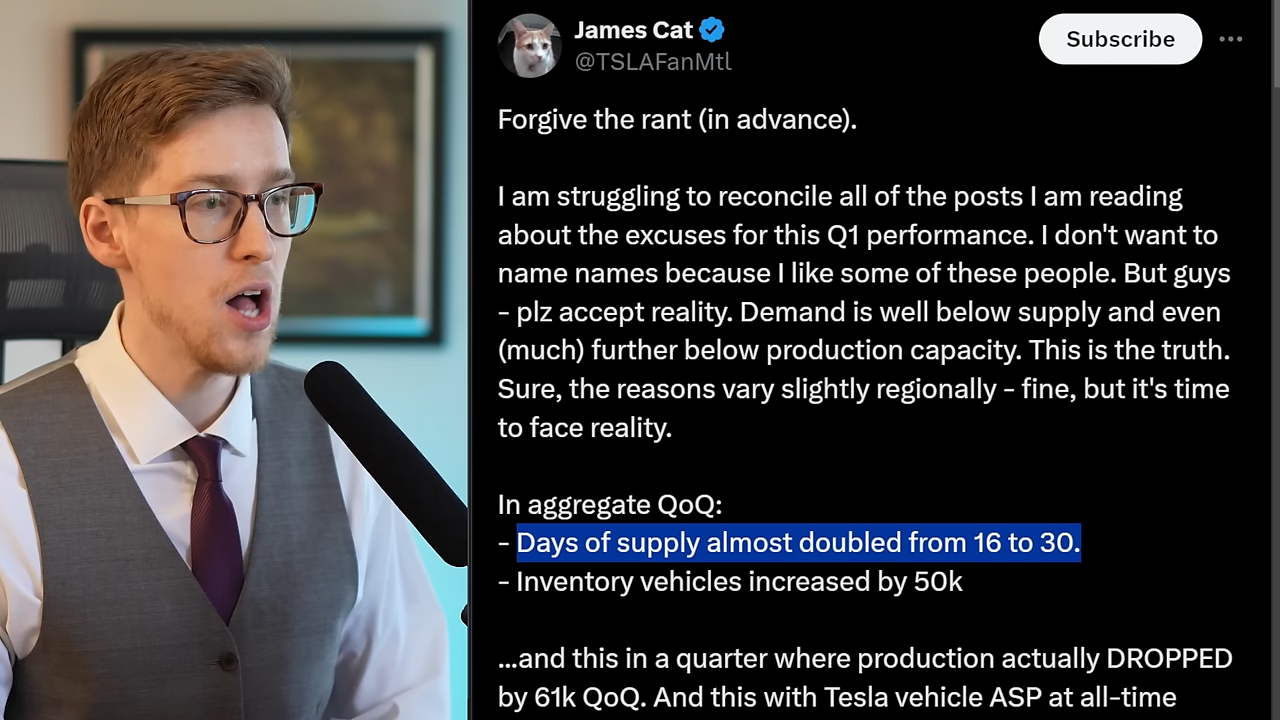 James Cat
@TSLAFanMtl
Subscribe
Forgive the rant (in advance).
I am struggling to reconcile all of the posts I am reading
about the excuses for this Q1 performance. I don't want to
name names because I like some of these people. But guys
- plz accept reality. Demand is well below supply and even
(much) further below production capacity. This is the truth.
Sure, the reasons vary slightly regionally - fine, but it's time
to face reality.
In aggregate QoQ:
- Days of supply almost doubled from 16 to 30.
- Inventory vehicles increased by 50k
...and this in a quarter where production actually DROPPED
by 61k QoQ. And this with Tesla vehicle ASP at all-time